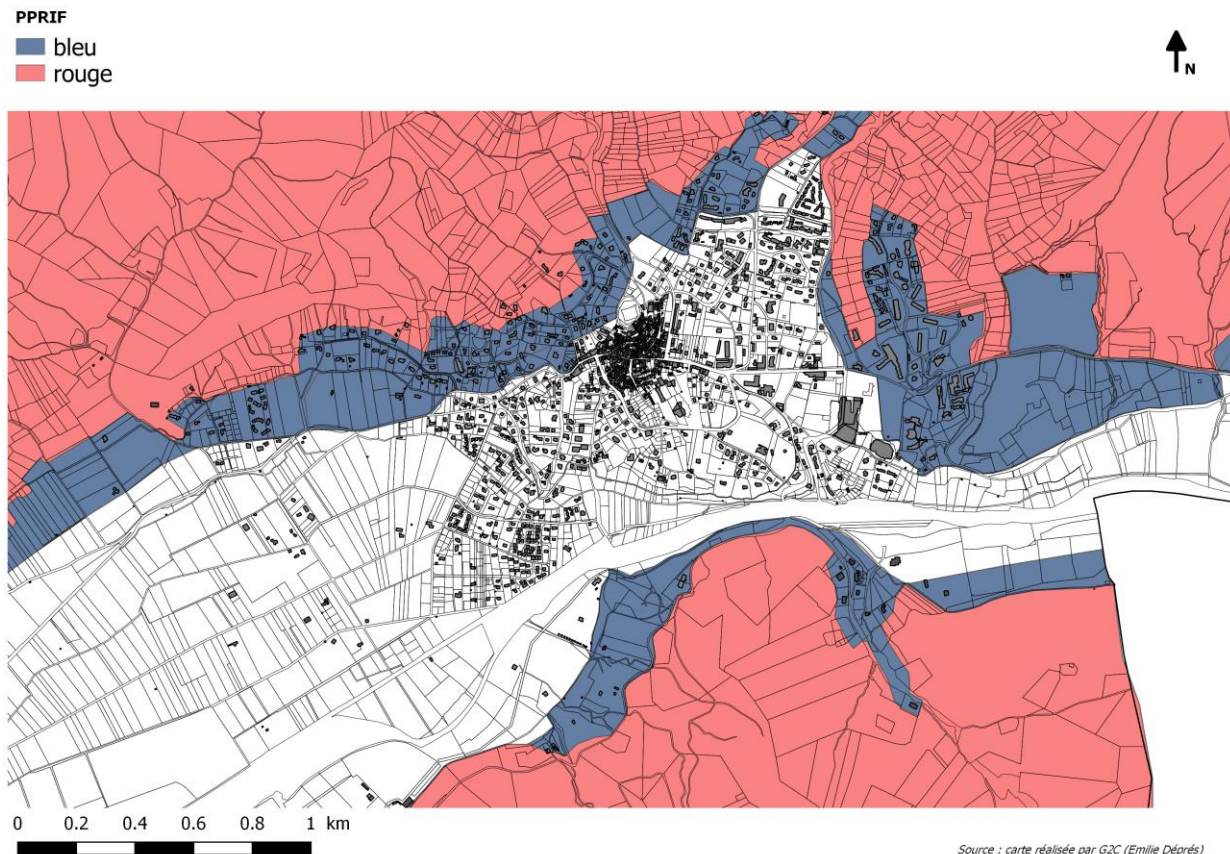 PPRIF
bleu
rouge
N
0 0.2 0.4 0.6 0.8 1 km
Source : carte réalisée par G2C (Emilie Déprés)